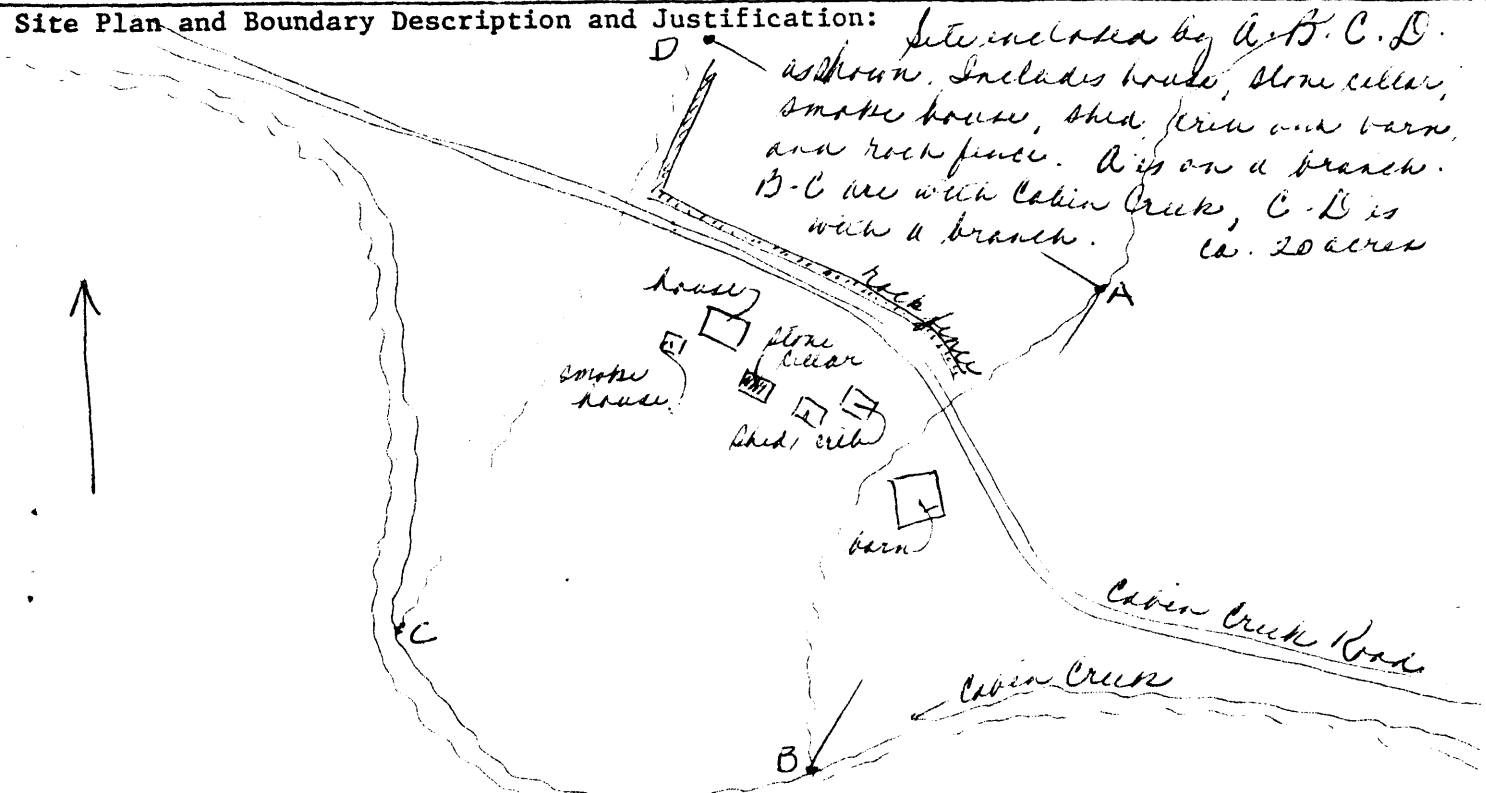 Site Plan and Boundary Description and Justification:
Site enclosed by A. B. C. D.
as shown. Includes house, stone cellar,
smoke house, shed, crib and barn,
and rock fence. A is on a branch.
B-C are with Cabin Creek, C-D is
with a branch. ca. 20 acres
D
A
rock fence
house
stone
cellar
smoke
house
shed
crib
barn
C
Cabin Creek Road
Cabin Creek
B